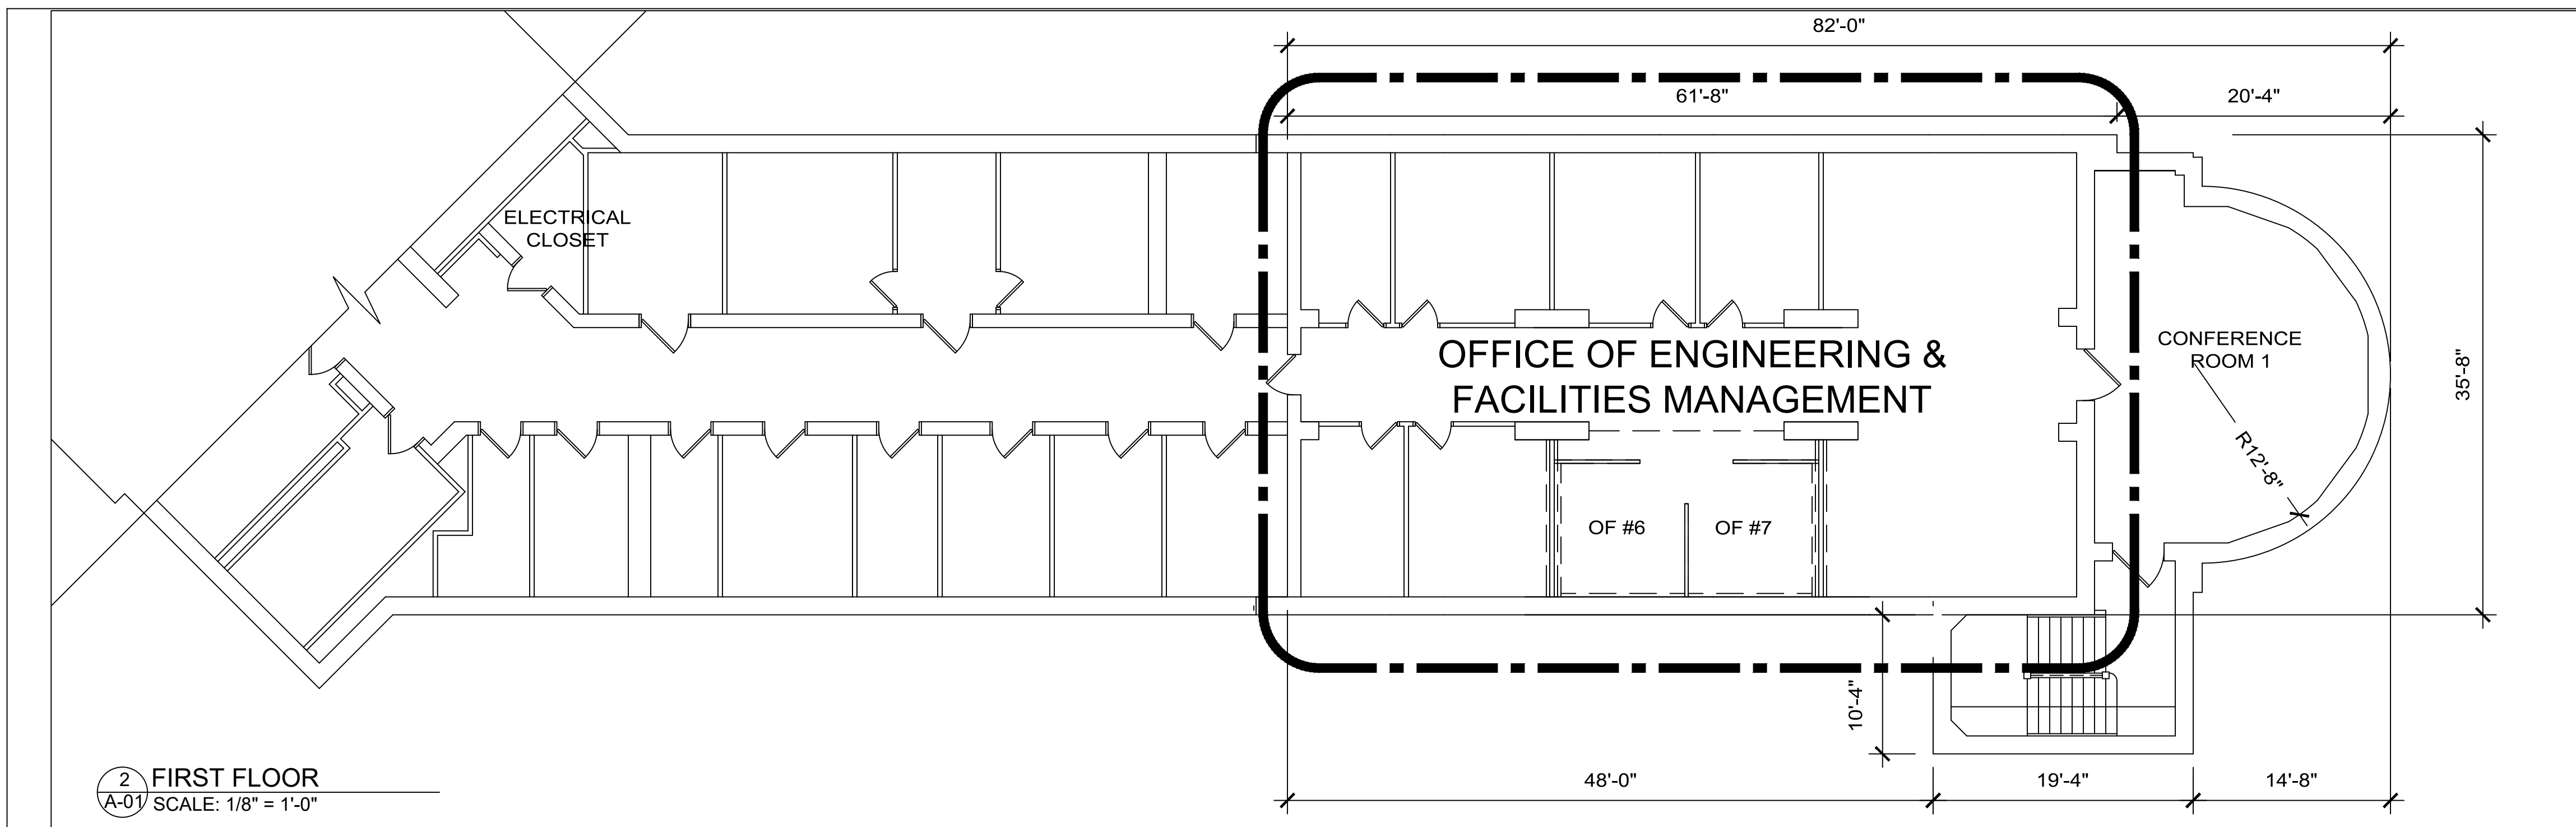 82'-0"
61'-8"
20'-4"
ELECTRICAL
CLOSET
CONFERENCE
ROOM 1
OFFICE OF ENGINEERING &
FACILITIES MANAGEMENT
35'-8"
R12'-8"
OF #6
OF #7
10'-4"
2
A-01
FIRST FLOOR
SCALE: 1/8" = 1'-0"
48'-0"
19'-4"
14'-8"